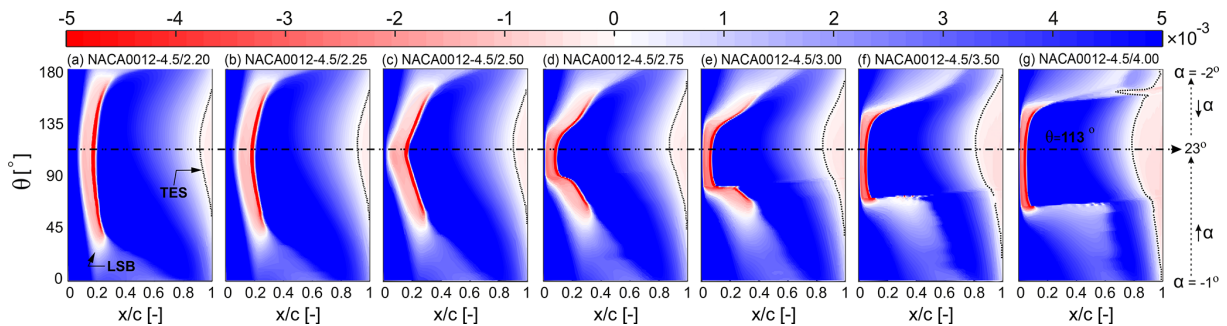 -5 -4 -3 -2 -1 0 1 2 3 4 5
×10⁻³
(a) NACA0012-4.5/2.20 (b) NACA0012-4.5/2.25 (c) NACA0012-4.5/2.50 (d) NACA0012-4.5/2.75 (e) NACA0012-4.5/3.00 (f) NACA0012-4.5/3.50 (g) NACA0012-4.5/4.00
180 α = -2°
135 ↓α
θ=113 °
23°
θ[°]
90
TES
45 ↑α
LSB
0 α = -1°
0 0.2 0.4 0.6 0.8 1 0 0.2 0.4 0.6 0.8 1 0 0.2 0.4 0.6 0.8 1 0 0.2 0.4 0.6 0.8 1 0 0.2 0.4 0.6 0.8 1 0 0.2 0.4 0.6 0.8 1 0 0.2 0.4 0.6 0.8 1
x/c [-] x/c [-] x/c [-] x/c [-] x/c [-] x/c [-] x/c [-]